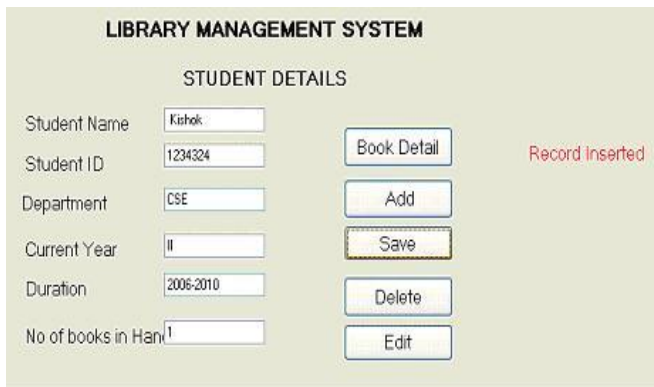 LIBRARY MANAGEMENT SYSTEM
STUDENT DETAILS
Student Name Kishok
Student ID 1234324
Department CSE
Current Year II
Duration 2006-2010
No of books in Han 1
Book Detail
Add
Save
Delete
Edit
Record Inserted